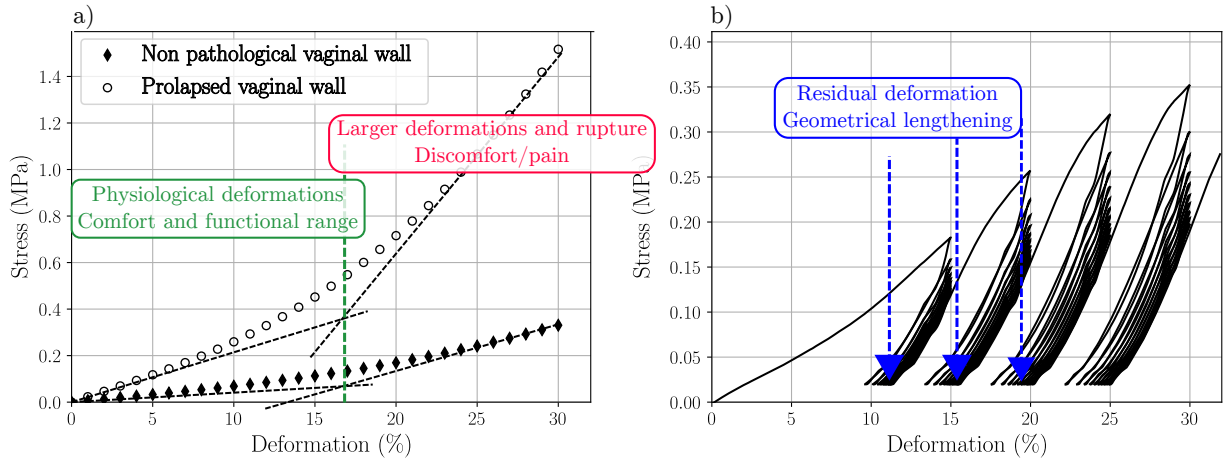 a)
Non pathological vaginal wall
Prolapsed vaginal wall
Larger deformations and rupture
Discomfort/pain
Physiological deformations
Comfort and functional range
Stress (MPa)
1.4
1.2
1.0
0.8
0.6
0.4
0.2
0.0
0 5 10 15 20 25 30
Deformation (%)
b)
Residual deformation
Geometrical lengthening
Stress (MPa)
0.40
0.35
0.30
0.25
0.20
0.15
0.10
0.05
0.00
0 5 10 15 20 25 30
Deformation (%)